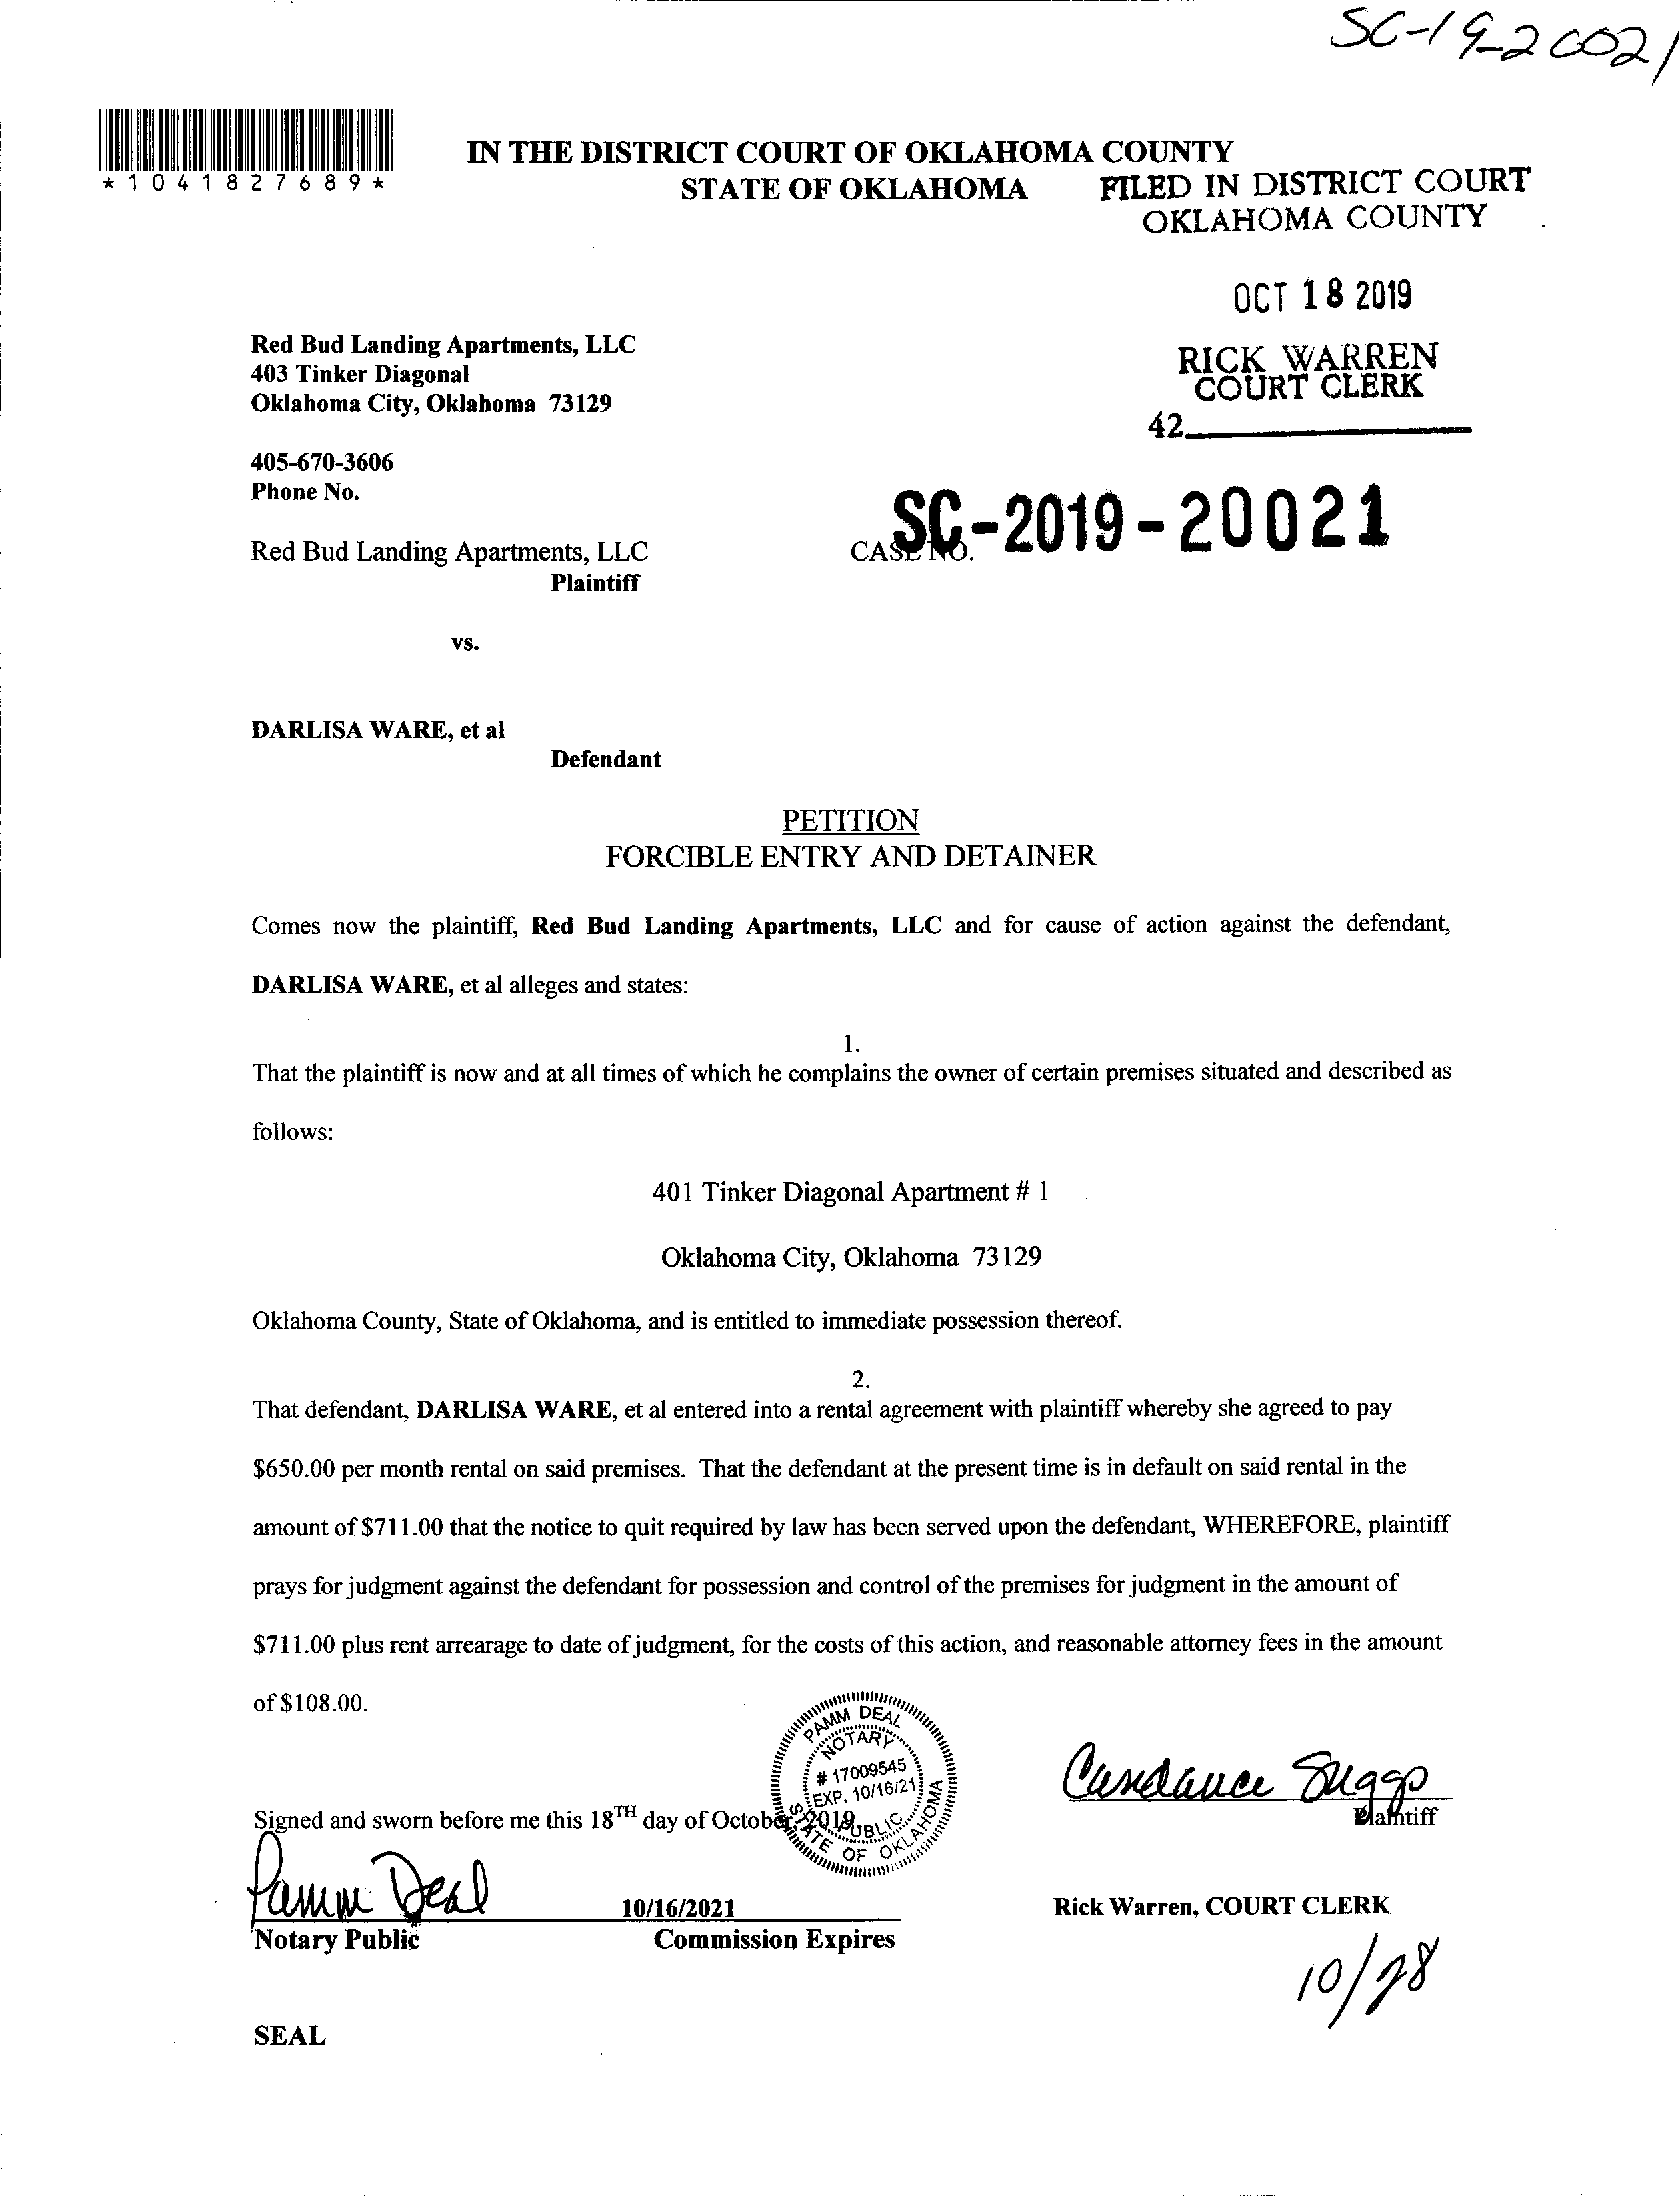 SC-19-20021
*1041827689*
IN THE DISTRICT COURT OF OKLAHOMA COUNTY
STATE OF OKLAHOMA
FILED IN DISTRICT COURT
OKLAHOMA COUNTY
OCT 18 2019
RICK WARREN
COURT CLERK
42
Red Bud Landing Apartments, LLC
403 Tinker Diagonal
Oklahoma City, Oklahoma 73129
405-670-3606
Phone No.
Red Bud Landing Apartments, LLC
Plaintiff
CASE NO.
SC-2019-20021
vs.
DARLISA WARE, et al
Defendant
PETITION
FORCIBLE ENTRY AND DETAINER
Comes now the plaintiff, Red Bud Landing Apartments, LLC and for cause of action against the defendant,
DARLISA WARE, et al alleges and states:
1.
That the plaintiff is now and at all times of which he complains the owner of certain premises situated and described as
follows:
401 Tinker Diagonal Apartment # 1
Oklahoma City, Oklahoma 73129
Oklahoma County, State of Oklahoma, and is entitled to immediate possession thereof.
2.
That defendant, DARLISA WARE, et al entered into a rental agreement with plaintiff whereby she agreed to pay
$650.00 per month rental on said premises. That the defendant at the present time is in default on said rental in the
amount of $711.00 that the notice to quit required by law has been served upon the defendant, WHEREFORE, plaintiff
prays for judgment against the defendant for possession and control of the premises for judgment in the amount of
$711.00 plus rent arrearage to date of judgment, for the costs of this action, and reasonable attorney fees in the amount
of $108.00.
PAMM DEAL
NOTARY
# 17009545
EXP. 10/16/21
PUBLIC
STATE OF OKLAHOMA
Candance Suggs
Plaintiff
Signed and sworn before me this 18TH day of October, 2019.
Pamm Deal
Notary Public
10/16/2021
Commission Expires
Rick Warren, COURT CLERK
10/28
SEAL